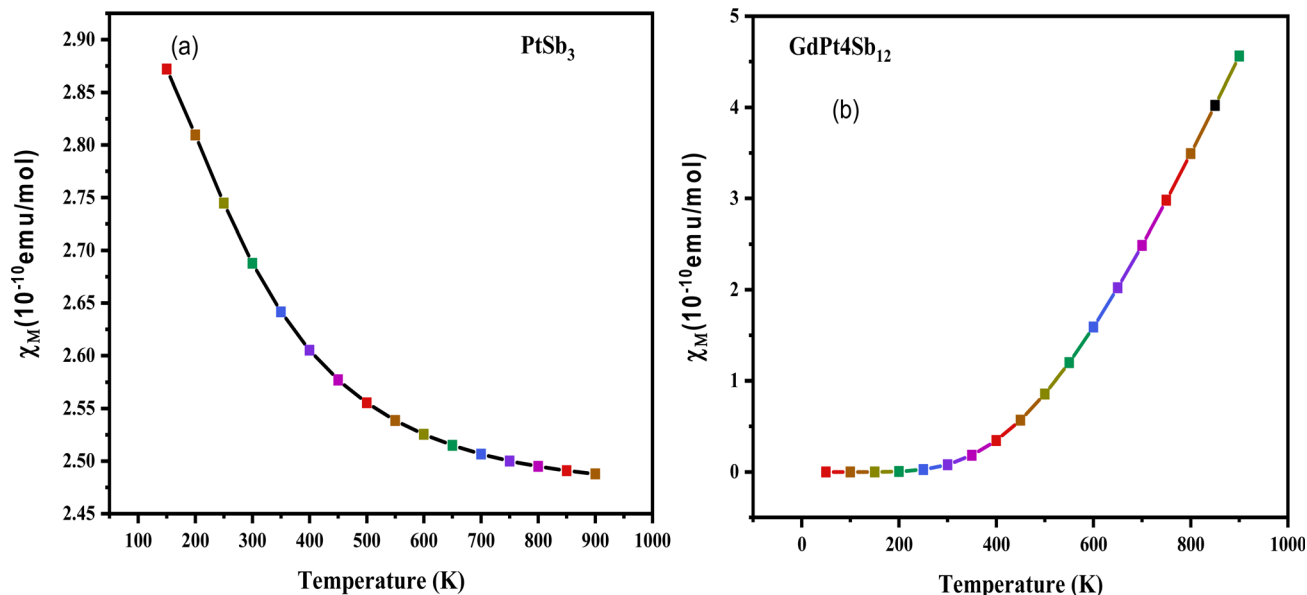 (a)
PtSb₃
2.90
2.85
2.80
2.75
2.70
2.65
2.60
2.55
2.50
2.45
χM(10⁻¹⁰emu/mol)
100 200 300 400 500 600 700 800 900 1000
Temperature (K)
GdPt4Sb₁₂
(b)
5
4
3
2
1
0
χM(10⁻¹⁰emu/mol)
0 200 400 600 800 1000
Temperature (K)